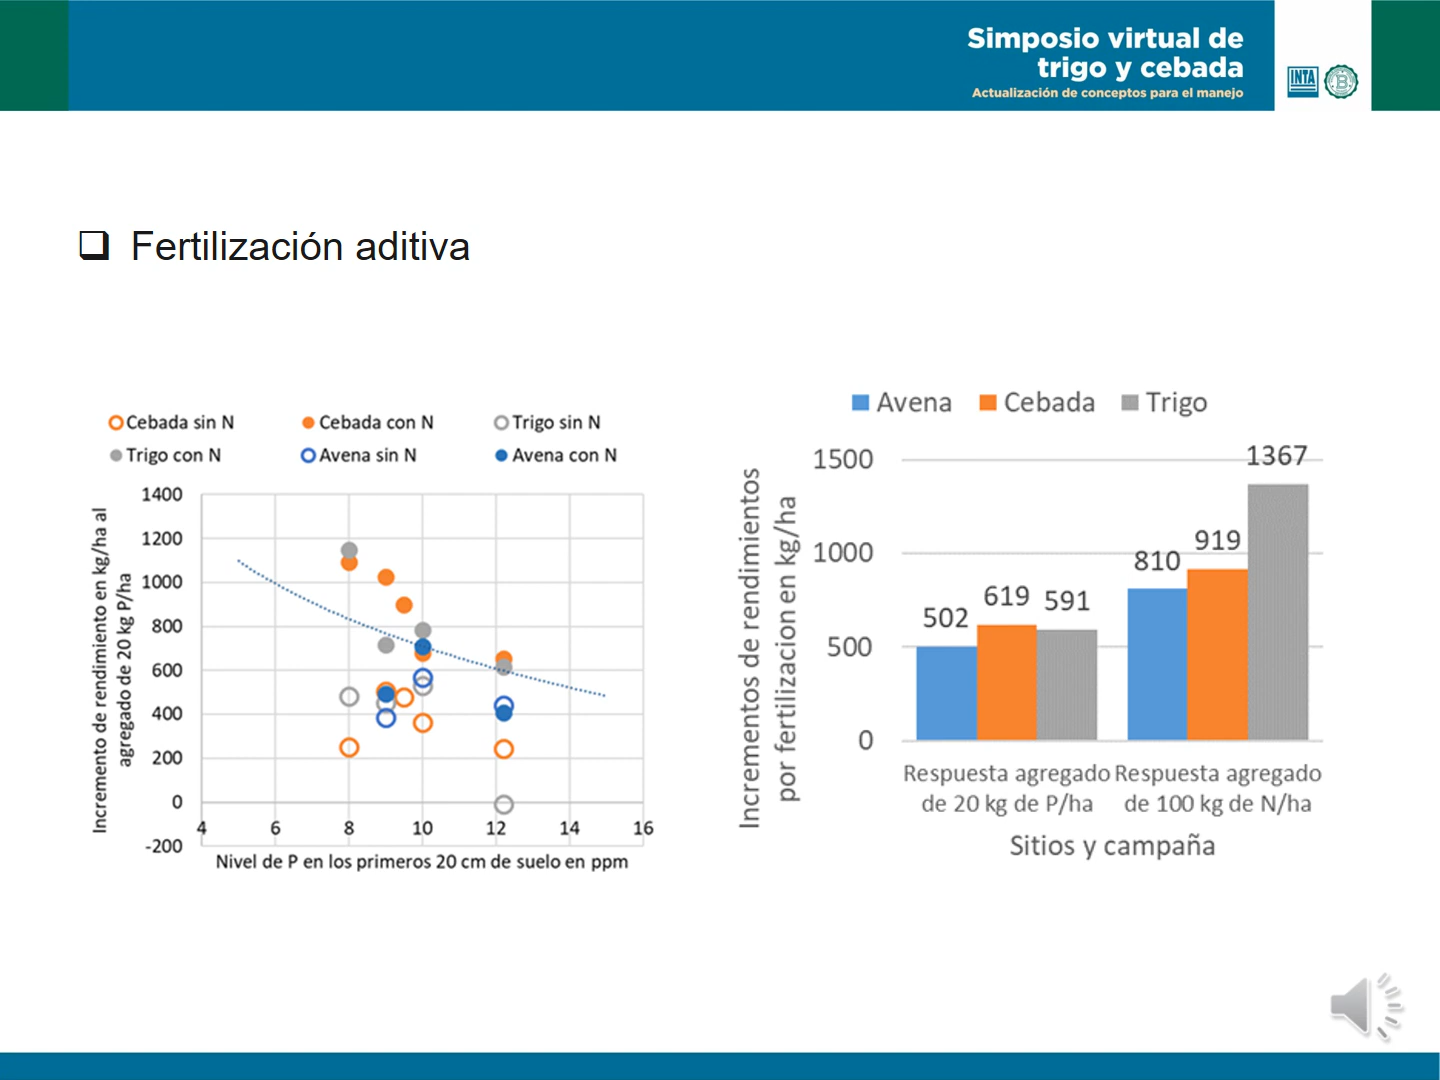 Simposio virtual de
trigo y cebada
Actualización de conceptos para el manejo
INTA
B
Fertilización aditiva
Cebada sin N
Cebada con N
Trigo sin N
Trigo con N
Avena sin N
Avena con N
Incremento de rendimiento en kg/ha al
agregado de 20 kg P/ha
1400
1200
1000
800
600
400
200
0
-200
4 6 8 10 12 14 16
Nivel de P en los primeros 20 cm de suelo en ppm
Avena Cebada Trigo
Incrementos de rendimientos
por fertilizacion en kg/ha
1500
1000
500
0
502
619
591
810
919
1367
Respuesta agregado
de 20 kg de P/ha
Respuesta agregado
de 100 kg de N/ha
Sitios y campaña